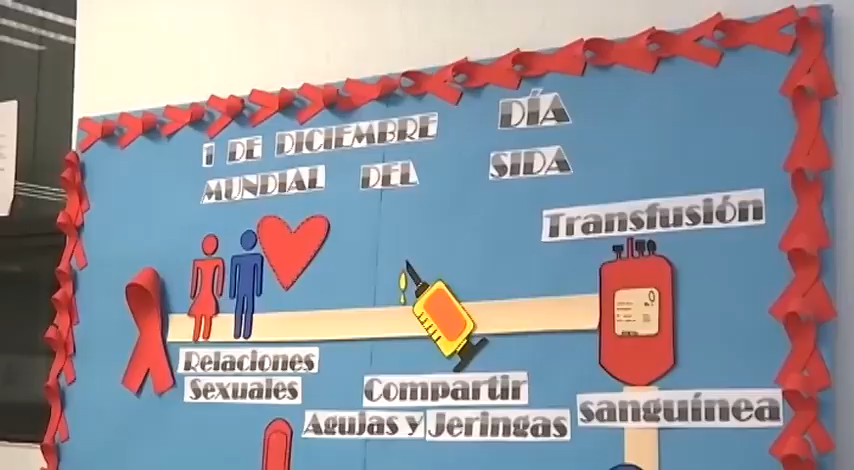 1 DE DICIEMBRE DÍA
MUNDIAL DEL SIDA
Transfusión
sanguínea
Relaciones
Sexuales
Compartir
Agujas y Jeringas